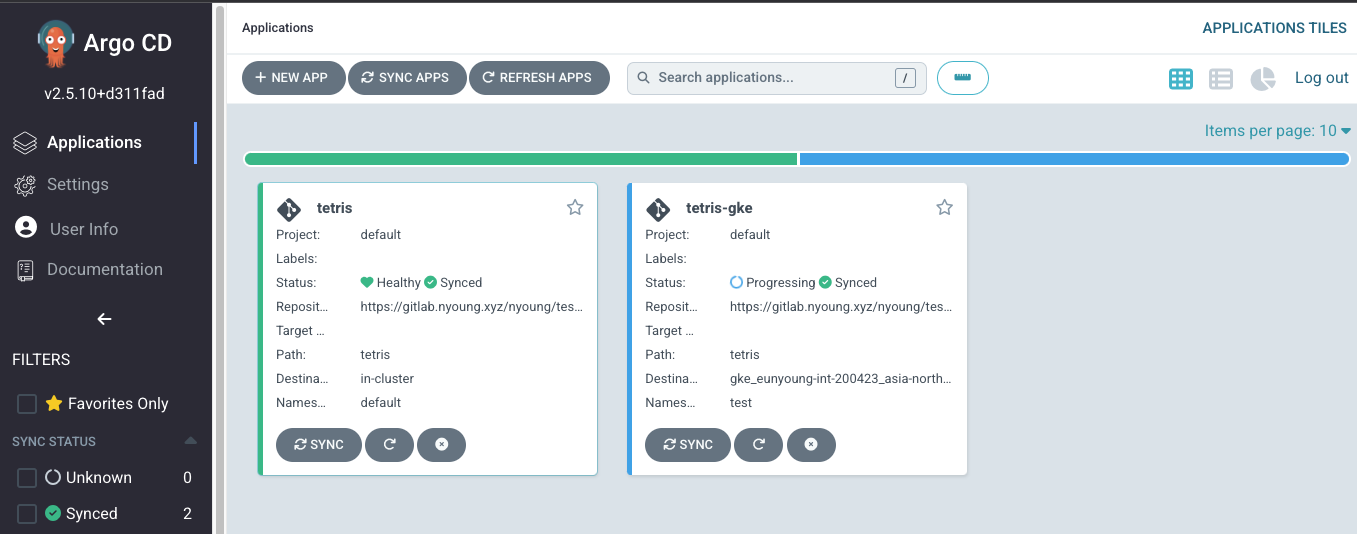 Argo CD
v2.5.10+d311fad
Applications
Settings
User Info
Documentation
FILTERS
Favorites Only
SYNC STATUS
Unknown 0
Synced 2
Applications
APPLICATIONS TILES
NEW APP SYNC APPS REFRESH APPS Search applications... / Log out
Items per page: 10
tetris
Project: default
Labels:
Status: Healthy Synced
Reposit... https://gitlab.nyoung.xyz/nyoung/tes...
Target ...
Path: tetris
Destina... in-cluster
Names... default
SYNC
tetris-gke
Project: default
Labels:
Status: Progressing Synced
Reposit... https://gitlab.nyoung.xyz/nyoung/tes...
Target ...
Path: tetris
Destina... gke_eunyoung-int-200423_asia-north...
Names... test
SYNC